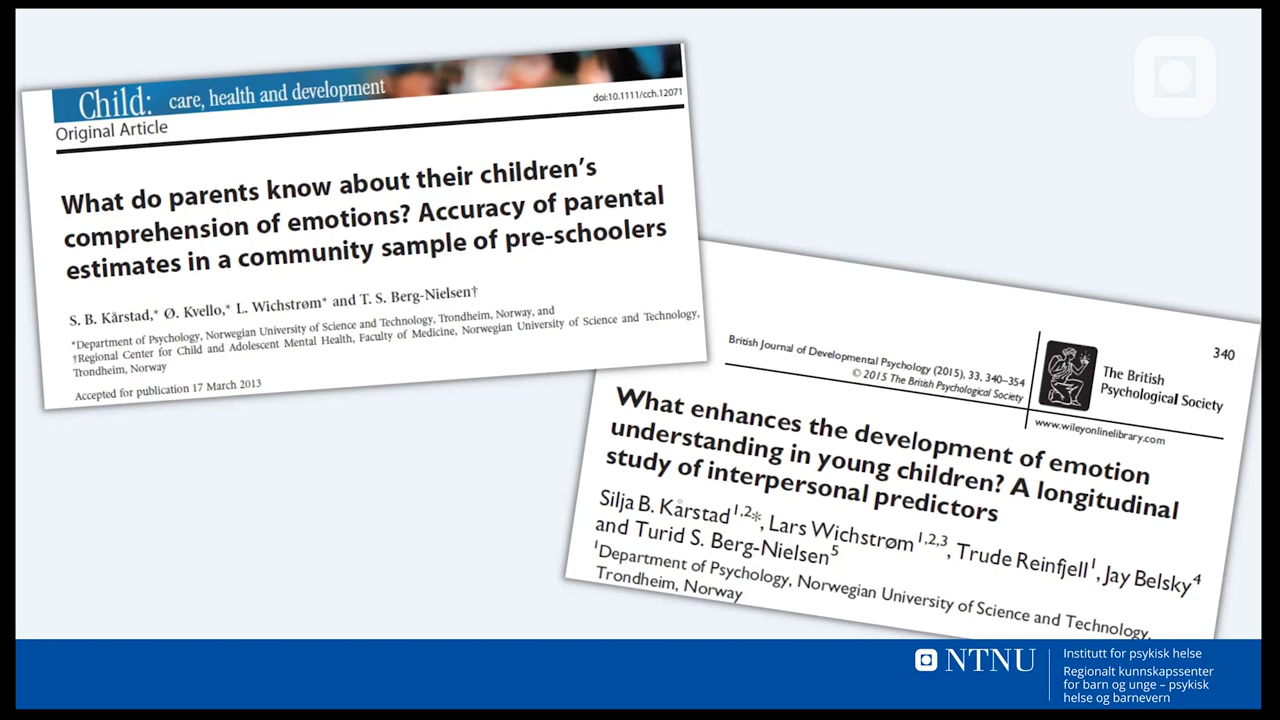 Child: care, health and development
Original Article
doi:10.1111/cch.12071
What do parents know about their children's
comprehension of emotions? Accuracy of parental
estimates in a community sample of pre-schoolers
S. B. Kårstad,* Ø. Kvello,* L. Wichstrøm* and T. S. Berg-Nielsen†
*Department of Psychology, Norwegian University of Science and Technology, Trondheim, Norway, and
†Regional Center for Child and Adolescent Mental Health, Faculty of Medicine, Norwegian University of Science and Technology,
Trondheim, Norway
Accepted for publication 17 March 2013
340
British Journal of Developmental Psychology (2015), 33, 340–354
© 2015 The British Psychological Society
The British
Psychological Society
www.wileyonlinelibrary.com
What enhances the development of emotion
understanding in young children? A longitudinal
study of interpersonal predictors
Silja B. Kårstad1,2*, Lars Wichstrøm1,2,3, Trude Reinfjell1, Jay Belsky4
and Turid S. Berg-Nielsen5
1Department of Psychology, Norwegian University of Science and Technology,
Trondheim, Norway
NTNU
Institutt for psykisk helse
Regionalt kunnskapssenter
for barn og unge – psykisk
helse og barnevern